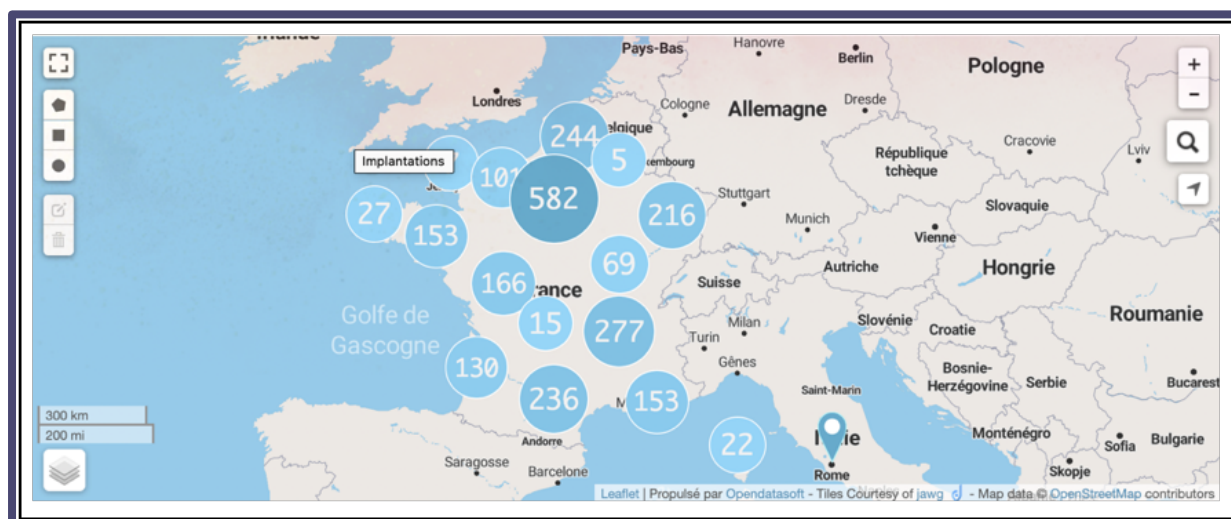 Pays-Bas
Hanovre
Berlin
Pologne
Londres
Cologne
Allemagne
Dresde
244
Implantations
101
5
582
République
tchèque
Cracovie
Lviv
27
153
216
Stuttgart
Munich
Slovaquie
Vienne
69
166
Suisse
Autriche
Hongrie
Golfe de
Gascogne
15
277
Turin
Milan
Slovénie
Croatie
Roumanie
Gênes
130
236
153
Saint-Marin
Bosnie-
Herzégovine
Serbie
Bucarest
300 km
200 mi
Andorre
22
Rome
Monténégro
Sofia
Bulgarie
Saragosse
Barcelone
Skopje
Leaflet | Propulsé par Opendatasoft - Tiles Courtesy of jawg - Map data © OpenStreetMap contributors
+
−